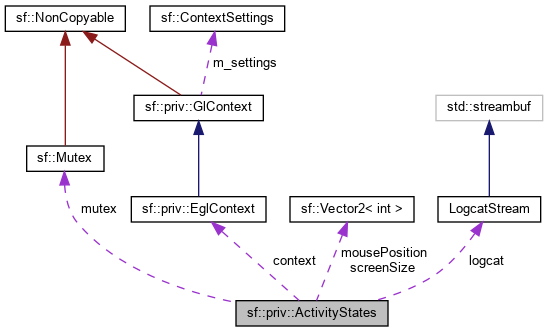 sf::NonCopyable
sf::ContextSettings
m_settings
sf::priv::GlContext
std::streambuf
sf::Mutex
sf::priv::EglContext
sf::Vector2< int >
LogcatStream
mutex
context
mousePosition
screenSize
logcat
sf::priv::ActivityStates